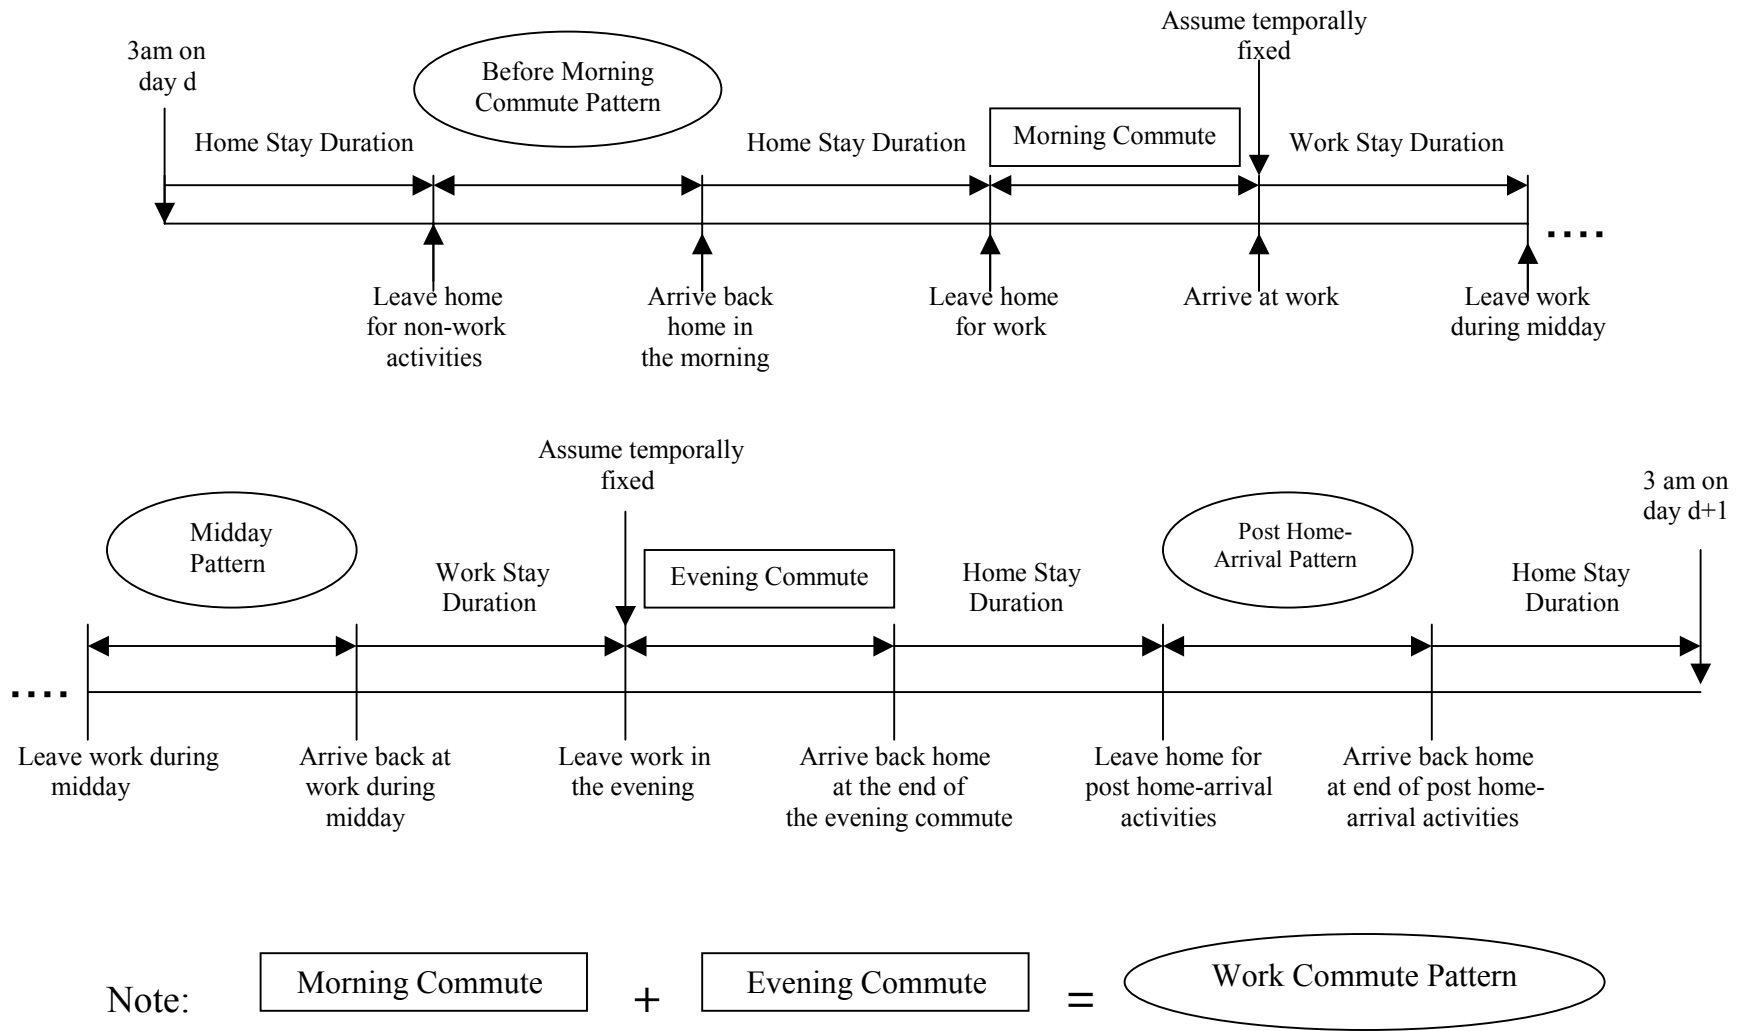 Assume temporally
fixed
3am on
day d
Before Morning
Commute Pattern
Home Stay Duration
Home Stay Duration
Morning Commute
Work Stay Duration
....
Leave home
for non-work
activities
Arrive back
home in
the morning
Leave home
for work
Arrive at work
Leave work
during midday
Assume temporally
fixed
3 am on
day d+1
Midday
Pattern
Work Stay
Duration
Evening Commute
Home Stay
Duration
Post Home-
Arrival Pattern
Home Stay
Duration
....
Leave work during
midday
Arrive back at
work during
midday
Leave work in
the evening
Arrive back home
at the end of
the evening commute
Leave home for
post home-arrival
activities
Arrive back home
at end of post home-
arrival activities
Note:
Morning Commute
+
Evening Commute
=
Work Commute Pattern